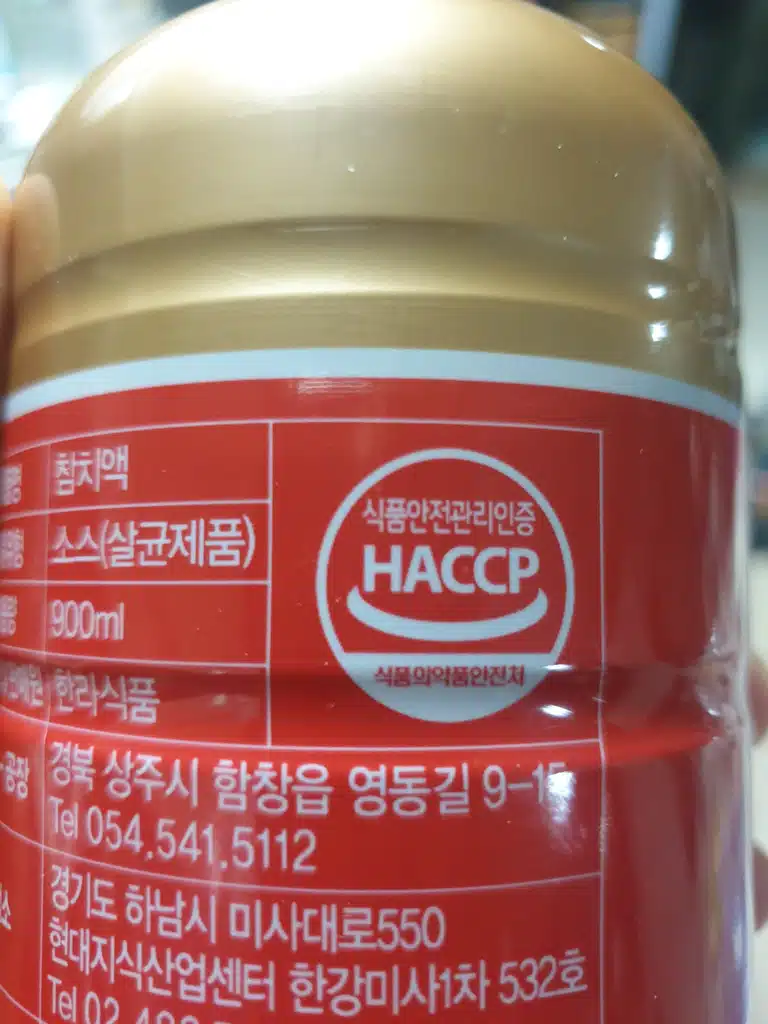 참치액
소스(살균제품)
900ml
한라식품
식품안전관리인증
HACCP
식품의약품안전처
공장
경북 상주시 함창읍 영동길 9-15
Tel 054.541.5112
경기도 하남시 미사대로550
현대지식산업센터 한강미사1차 532호
Tel 02